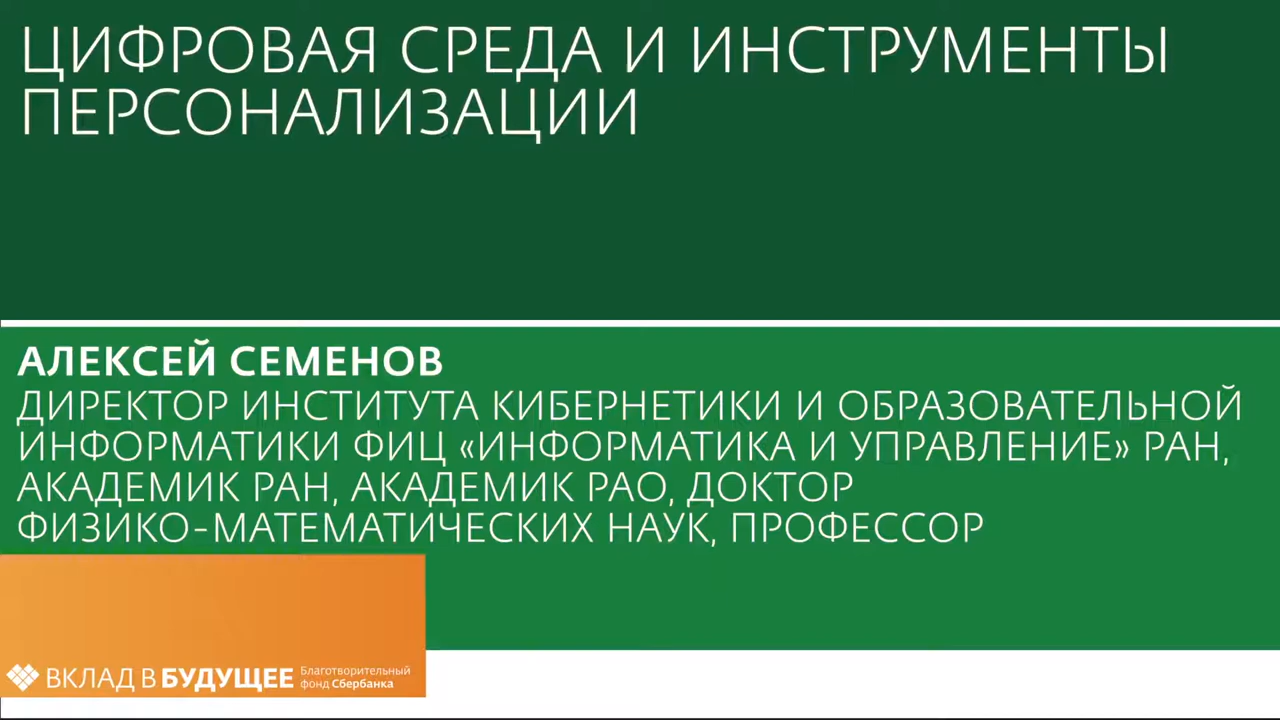 ЦИФРОВАЯ СРЕДА И ИНСТРУМЕНТЫ
ПЕРСОНАЛИЗАЦИИ
АЛЕКСЕЙ СЕМЕНОВ
ДИРЕКТОР ИНСТИТУТА КИБЕРНЕТИКИ И ОБРАЗОВАТЕЛЬНОЙ
ИНФОРМАТИКИ ФИЦ «ИНФОРМАТИКА И УПРАВЛЕНИЕ» РАН,
АКАДЕМИК РАН, АКАДЕМИК РАО, ДОКТОР
ФИЗИКО-МАТЕМАТИЧЕСКИХ НАУК, ПРОФЕССОР
ВКЛАД В БУДУЩЕЕ
Благотворительный
фонд Сбербанка